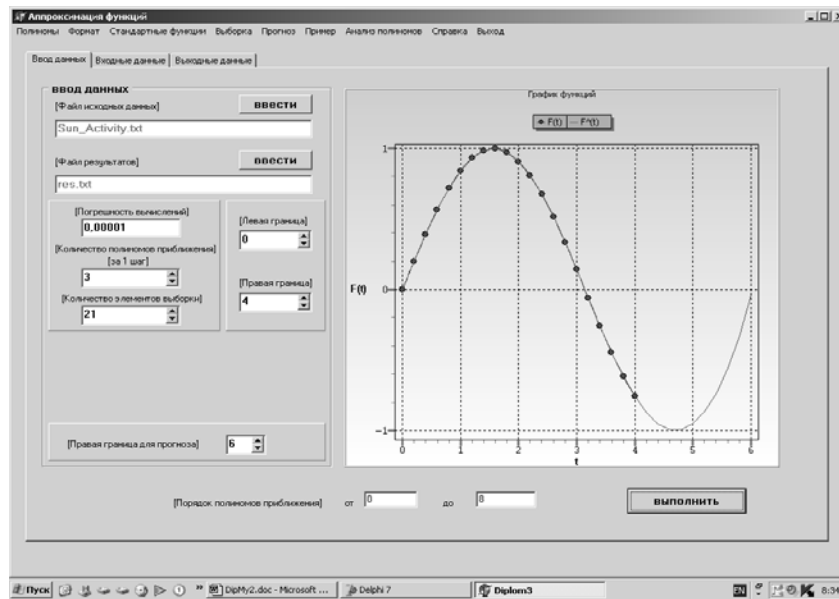 Аппроксимация функций
Полиномы Формат Стандартные функции Выборка Прогноз Пример Анализ полиномов Справка Выход
Ввод данных Входные данные Выходные данные
ввод данных
[Файл исходных данных] ввести
Sun_Activity.txt
[Файл результатов] ввести
res.txt
[Погрешность вычислений]
0,00001
[Количество полиномов приближения]
[за 1 шаг]
3
[Количество элементов выборки]
21
[Левая граница]
0
[Правая граница]
4
[Правая граница для прогноза] 6
График функций
F(t) F^(t)
1
F(t) 0
-1
0 1 2 3 4 5 6
t
[Порядок полиномов приближения] от 0 до 8 выполнить
Пуск » DipMy2.doc - Microsoft ... Delphi 7 Diplom3 EN 8:34